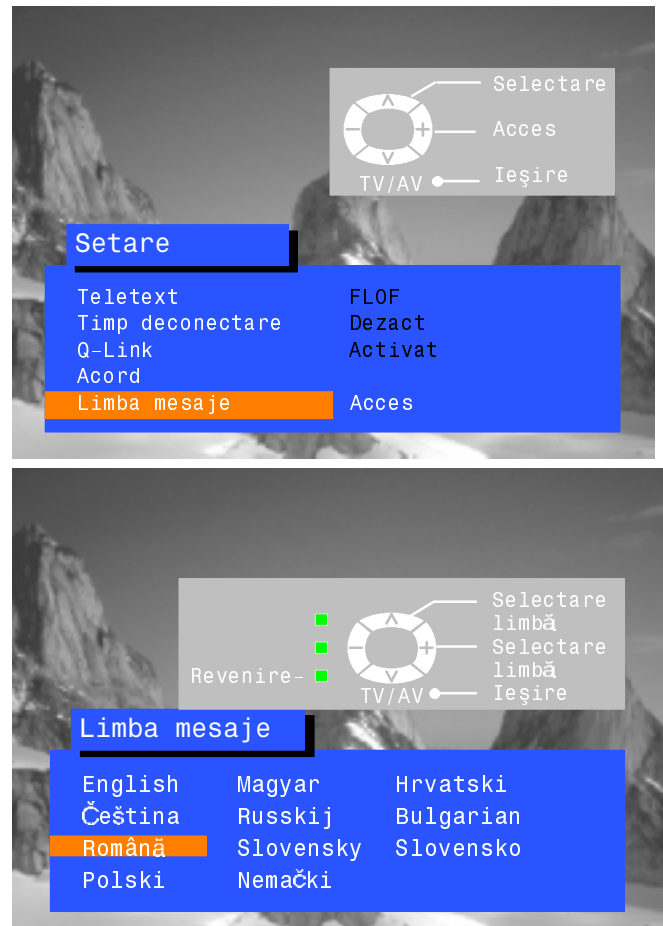 Selectare
Acces
TV/AV Ieşire
Setare
Teletext FLOF
Timp deconectare Dezact
Q-Link Activat
Acord
Limba mesaje Acces
Selectare
limbă
Selectare
limbă
Revenire-
TV/AV Ieşire
Limba mesaje
English Magyar Hrvatski
Čeština Russkij Bulgarian
Română Slovensky Slovensko
Polski Nemački